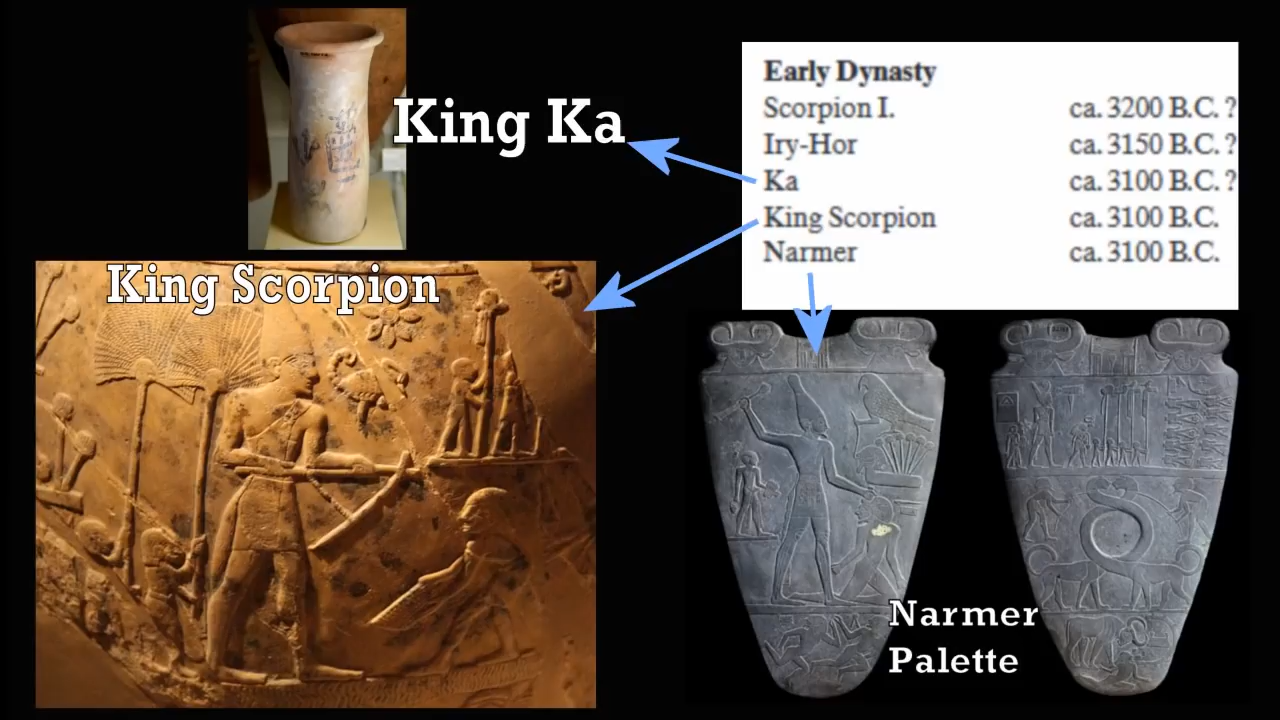 King Ka
Early Dynasty
Scorpion I. ca. 3200 B.C. ?
Iry-Hor ca. 3150 B.C. ?
Ka ca. 3100 B.C. ?
King Scorpion ca. 3100 B.C.
Narmer ca. 3100 B.C.
King Scorpion
Narmer
Palette